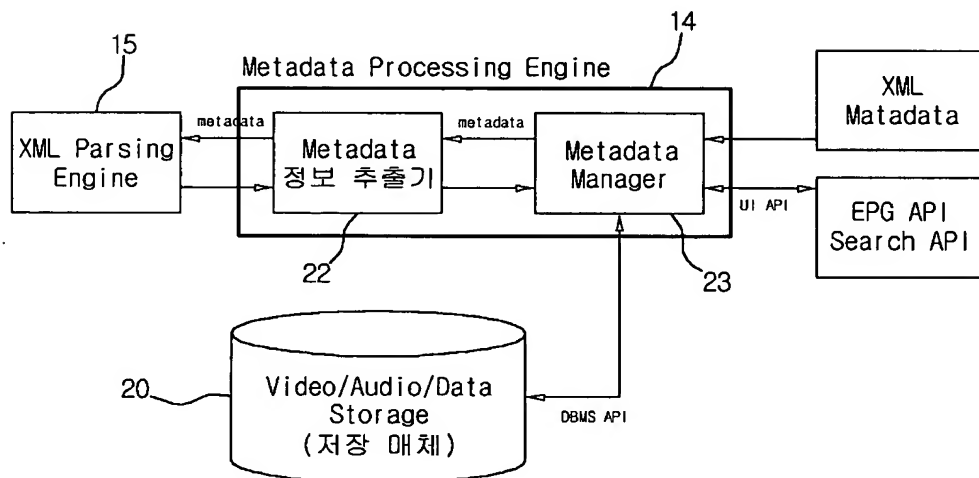 15
14
Metadata Processing Engine
XML Parsing
Engine
metadata
Metadata
정보 추출기
metadata
Metadata
Manager
XML
Matadata
UI API
EPG API
Search API
22
23
20
Video/Audio/Data
Storage
(저장 매체)
DBMS API